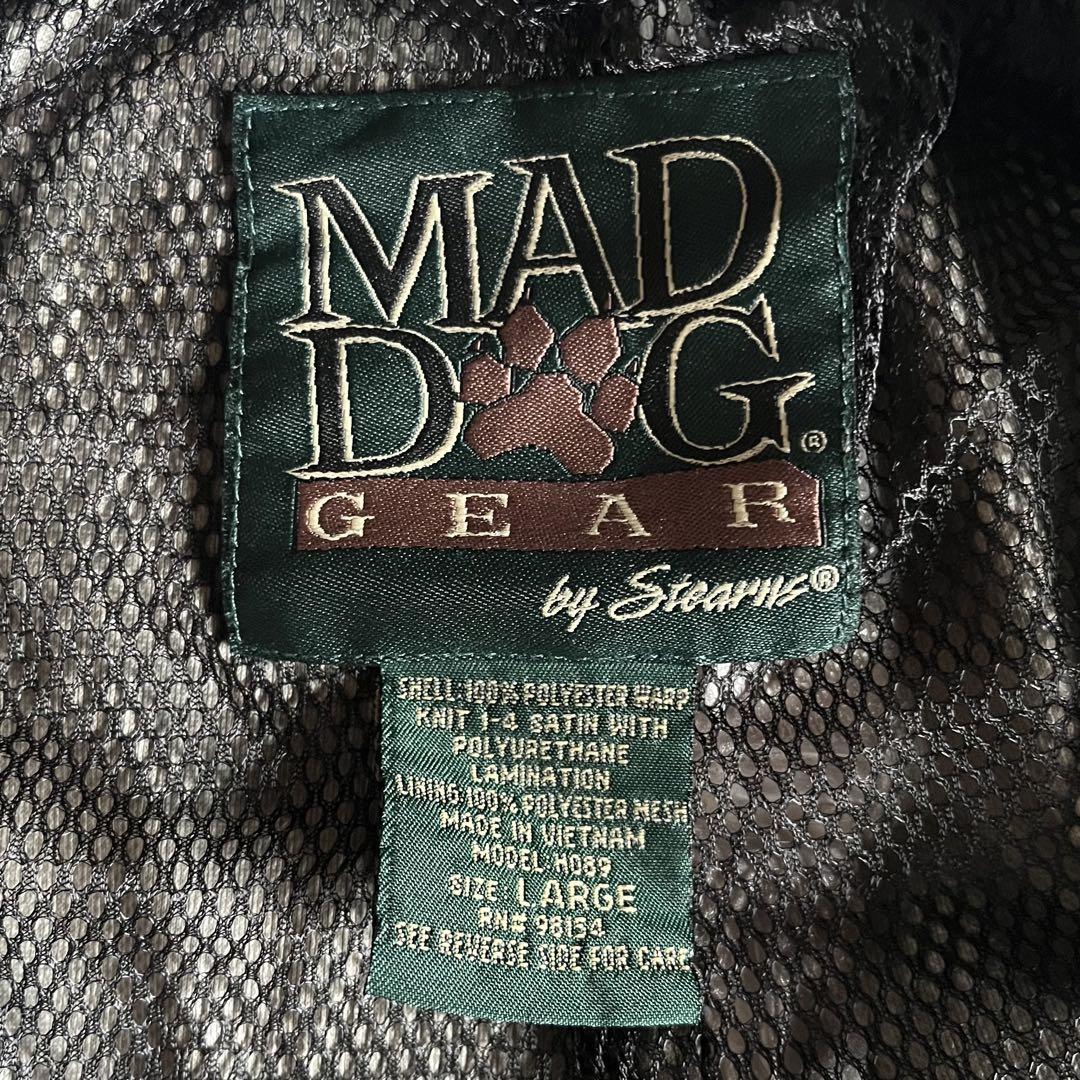 MAD
DOG®
GEAR
by Stearns®
SHELL 100% POLYESTER WARP
KNIT 1-4 SATIN WITH
POLYURETHANE
LAMINATION
LINING:100% POLYESTER MESH
MADE IN VIETNAM
MODEL H089
SIZE: LARGE
RN# 98154
SEE REVERSE SIDE FOR CARE